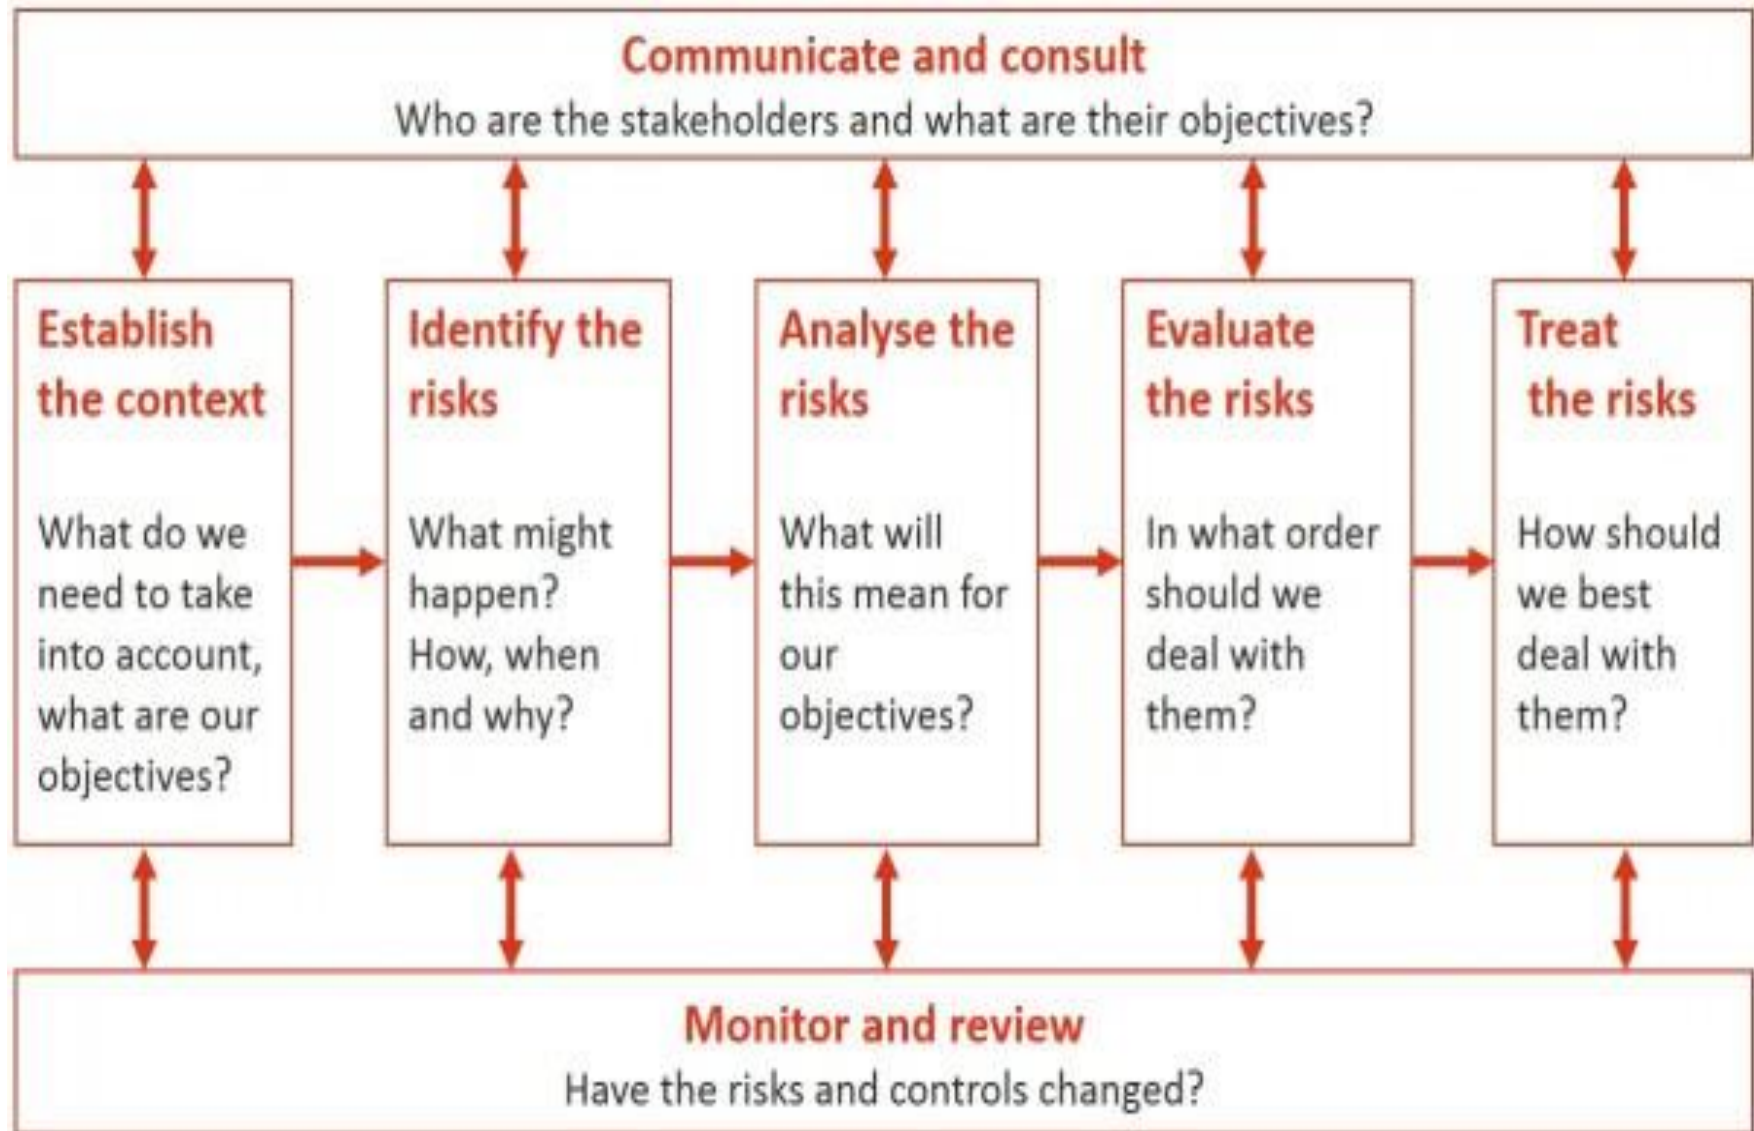 Communicate and consult
Who are the stakeholders and what are their objectives?
Establish
the context
What do we
need to take
into account,
what are our
objectives?
Identify the
risks
What might
happen?
How, when
and why?
Analyse the
risks
What will
this mean for
our
objectives?
Evaluate
the risks
In what order
should we
deal with
them?
Treat
the risks
How should
we best
deal with
them?
Monitor and review
Have the risks and controls changed?